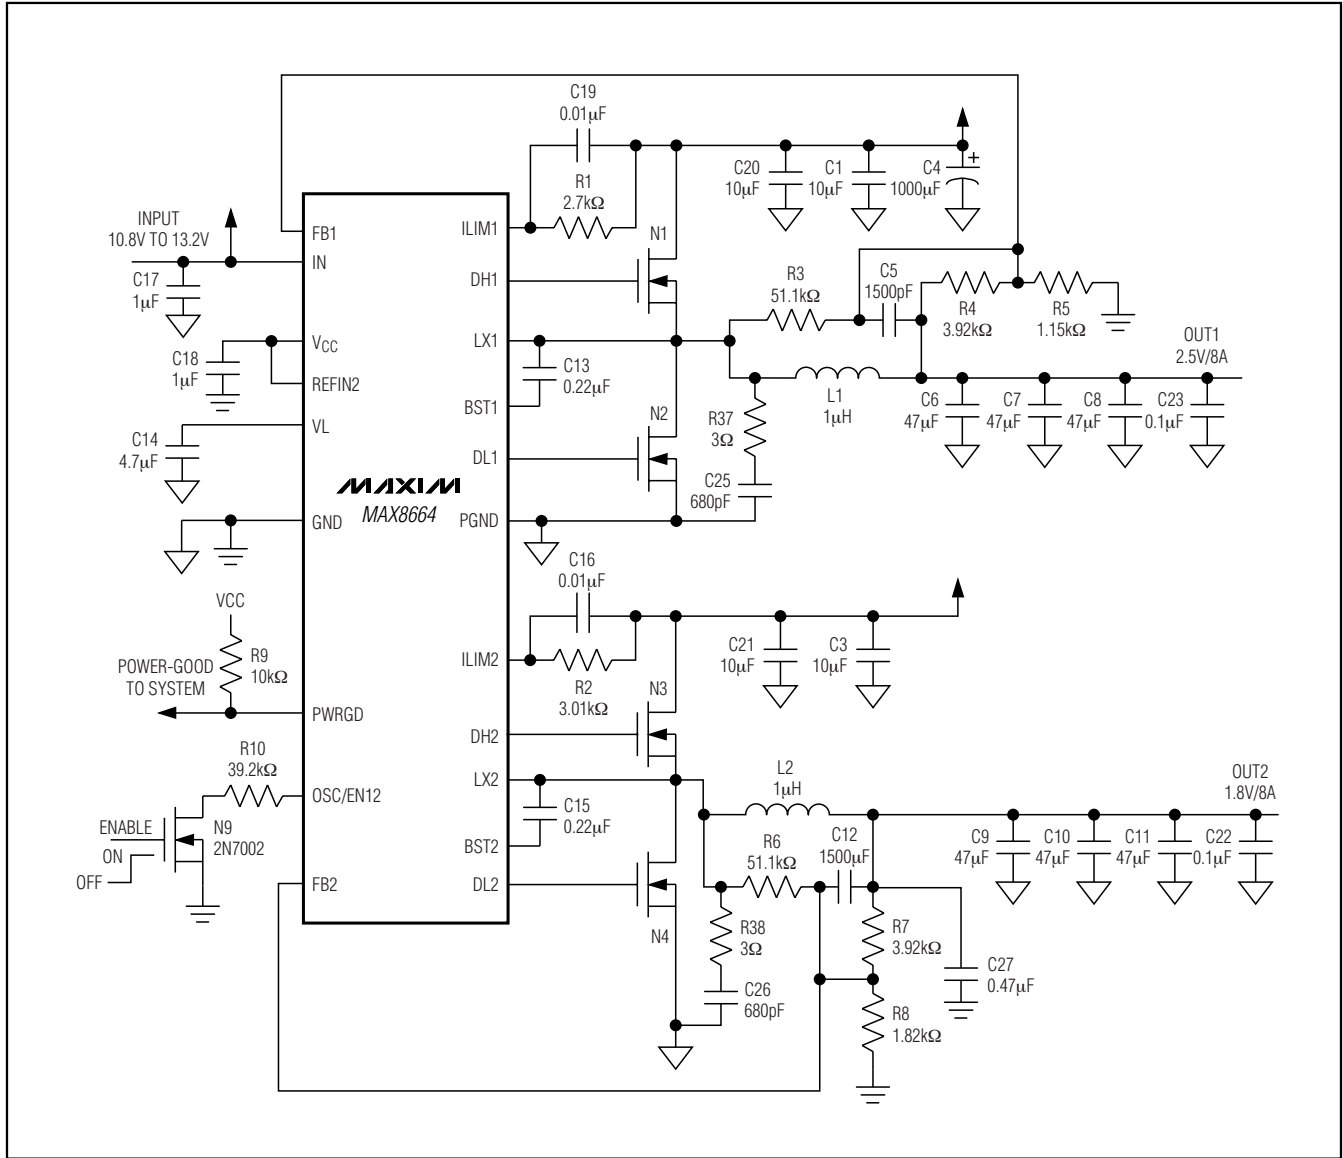 C19
0.01µF
R1
2.7kΩ
C20
10µF
C1
10µF
C4
1000µF
+
INPUT
10.8V TO 13.2V
C17
1µF
C18
1µF
C14
4.7µF
FB1
IN
VCC
REFIN2
VL
GND
PWRGD
OSC/EN12
FB2
MAXIM
MAX8664
ILIM1
DH1
LX1
BST1
DL1
PGND
ILIM2
DH2
LX2
BST2
DL2
N1
C13
0.22µF
N2
R3
51.1kΩ
C5
1500pF
R4
3.92kΩ
R5
1.15kΩ
OUT1
2.5V/8A
L1
1µH
R37
3Ω
C25
680pF
C6
47µF
C7
47µF
C8
47µF
C23
0.1µF
VCC
R9
10kΩ
POWER-GOOD
TO SYSTEM
R10
39.2kΩ
ENABLE
ON
OFF
N9
2N7002
C16
0.01µF
R2
3.01kΩ
N3
C21
10µF
C3
10µF
C15
0.22µF
N4
L2
1µH
OUT2
1.8V/8A
R6
51.1kΩ
C12
1500µF
C9
47µF
C10
47µF
C11
47µF
C22
0.1µF
R38
3Ω
C26
680pF
R7
3.92kΩ
R8
1.82kΩ
C27
0.47µF